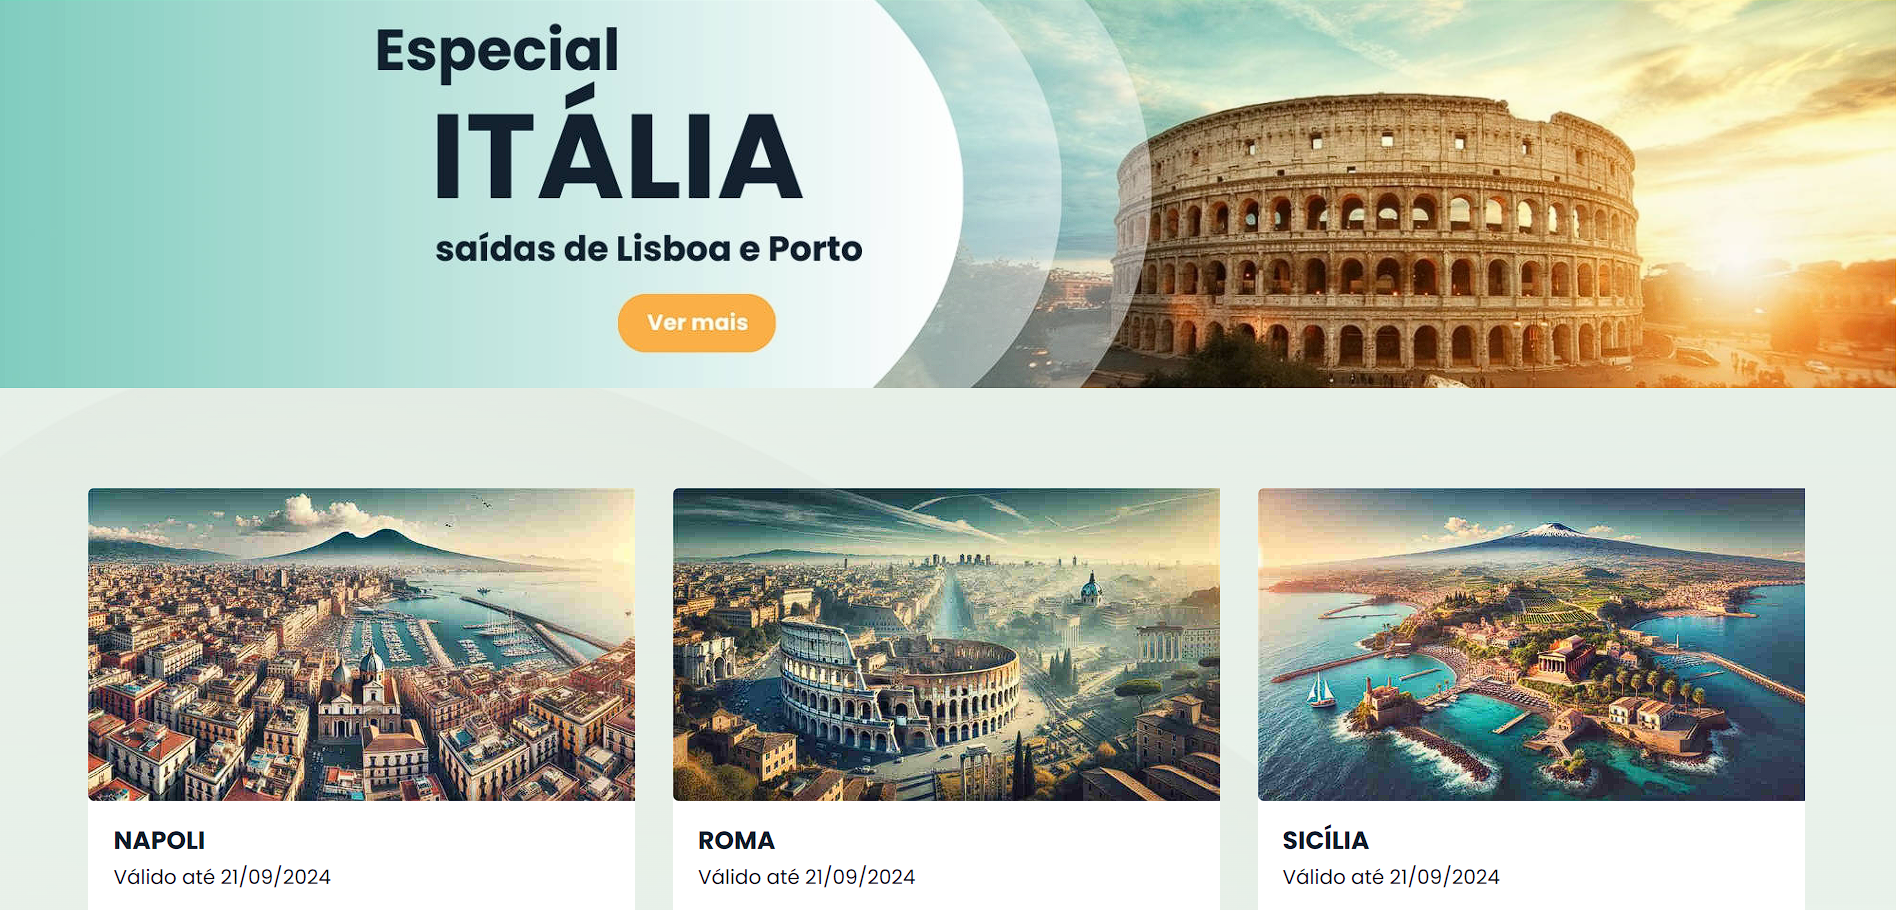 Especial
ITÁLIA
saídas de Lisboa e Porto
Ver mais
NAPOLI
Válido até 21/09/2024
ROMA
Válido até 21/09/2024
SICÍLIA
Válido até 21/09/2024